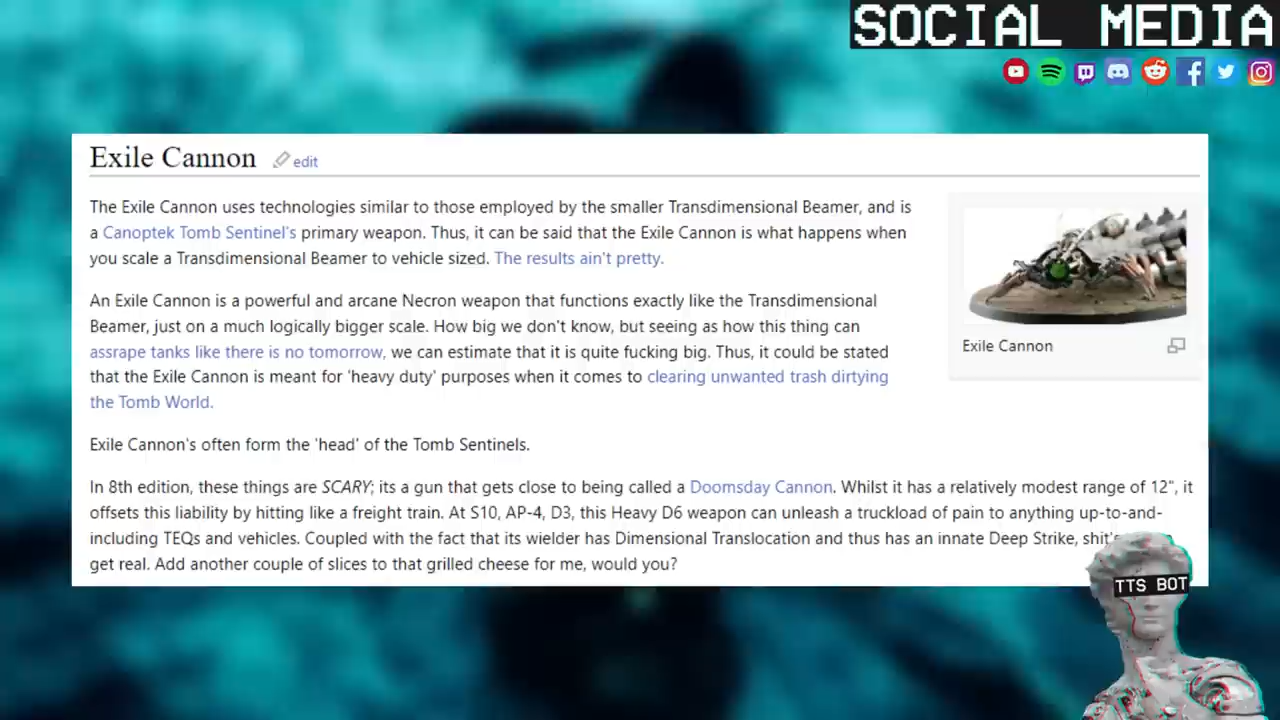 SOCIAL MEDIA
Exile Cannon edit
The Exile Cannon uses technologies similar to those employed by the smaller Transdimensional Beamer, and is
a Canoptek Tomb Sentinel's primary weapon. Thus, it can be said that the Exile Cannon is what happens when
you scale a Transdimensional Beamer to vehicle sized. The results ain't pretty.
An Exile Cannon is a powerful and arcane Necron weapon that functions exactly like the Transdimensional
Beamer, just on a much logically bigger scale. How big we don't know, but seeing as how this thing can
assrape tanks like there is no tomorrow, we can estimate that it is quite fucking big. Thus, it could be stated
that the Exile Cannon is meant for 'heavy duty' purposes when it comes to clearing unwanted trash dirtying
the Tomb World.
Exile Cannon
Exile Cannon's often form the 'head' of the Tomb Sentinels.
In 8th edition, these things are SCARY; its a gun that gets close to being called a Doomsday Cannon. Whilst it has a relatively modest range of 12", it
offsets this liability by hitting like a freight train. At S10, AP-4, D3, this Heavy D6 weapon can unleash a truckload of pain to anything up-to-and-
including TEQs and vehicles. Coupled with the fact that its wielder has Dimensional Translocation and thus has an innate Deep Strike,
get real. Add another couple of slices to that grilled cheese for me, would you?
TTS BOT